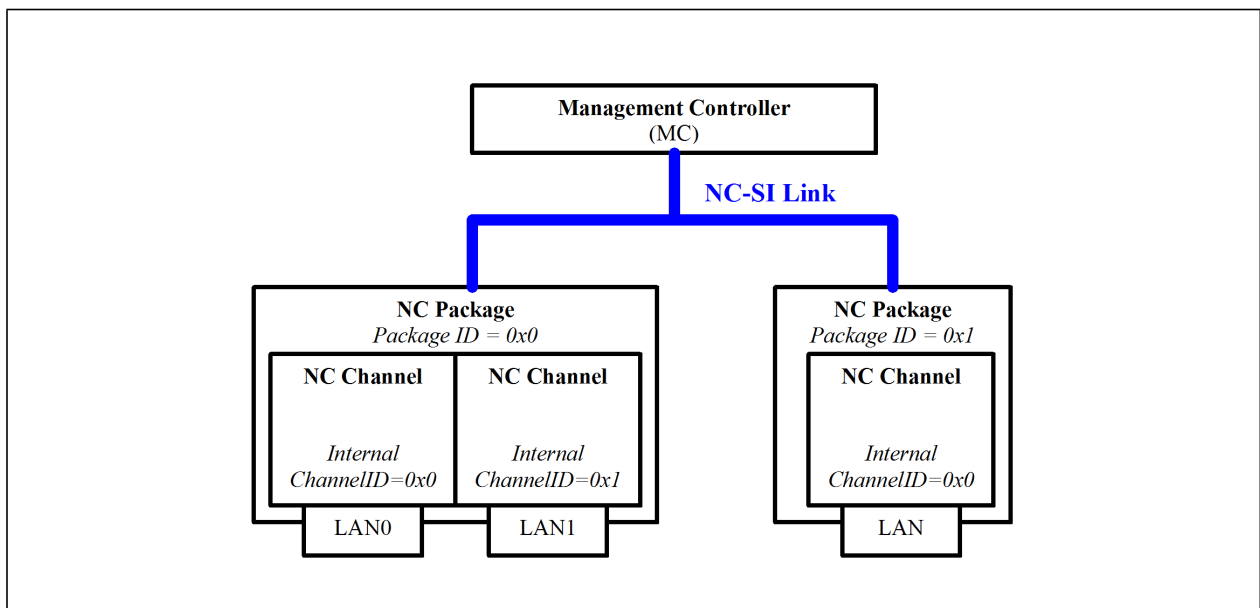 Management Controller
(MC)
NC-SI Link
NC Package
Package ID = 0x0
NC Channel
Internal
ChannelID=0x0
NC Channel
Internal
ChannelID=0x1
LAN0
LAN1
NC Package
Package ID = 0x1
NC Channel
Internal
ChannelID=0x0
LAN